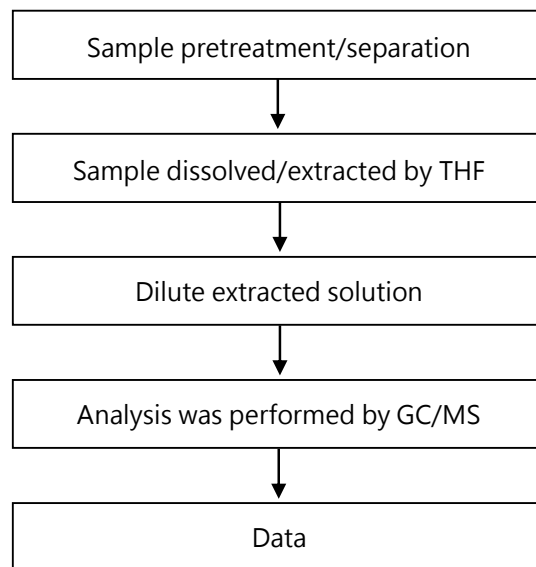 Sample pretreatment/separation
Sample dissolved/extracted by THF
Dilute extracted solution
Analysis was performed by GC/MS
Data